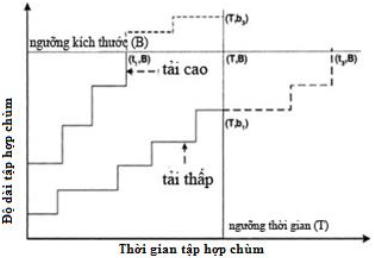 (T,b₂)
ngưỡng kích thước (B)
(t₁,B)
(T,B)
(t₂,B)
tải cao
(T,b₁)
tải thấp
ngưỡng thời gian (T)
Độ dài tập hợp chùm
Thời gian tập hợp chùm